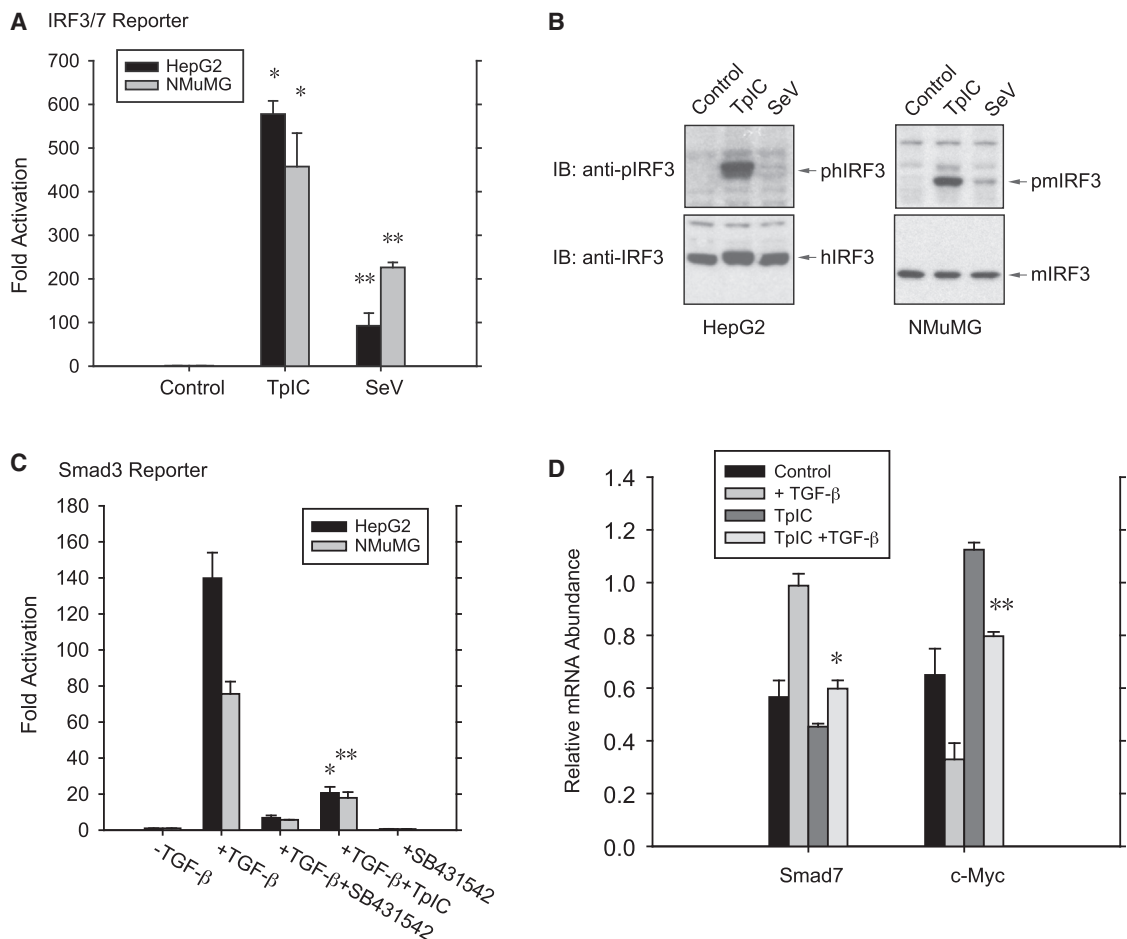 A IRF3/7 Reporter
Fold Activation
700
600
500
400
300
200
100
0
HepG2
NMuMG
*
*
**
**
Control TpIC SeV
B
Control TpIC SeV
Control TpIC SeV
IB: anti-pIRF3
phIRF3
pmIRF3
IB: anti-IRF3
hIRF3
mIRF3
HepG2
NMuMG
C Smad3 Reporter
Fold Activation
180
160
140
120
100
80
60
40
20
0
HepG2
NMuMG
*
**
-TGF-β
+TGF-β
+TGF-β+SB431542
+TGF-β+TpIC
+SB431542
D
Relative mRNA Abundance
1.4
1.2
1.0
0.8
0.6
0.4
0.2
0.0
Control
+ TGF-β
TpIC
TpIC +TGF-β
*
**
Smad7 c-Myc